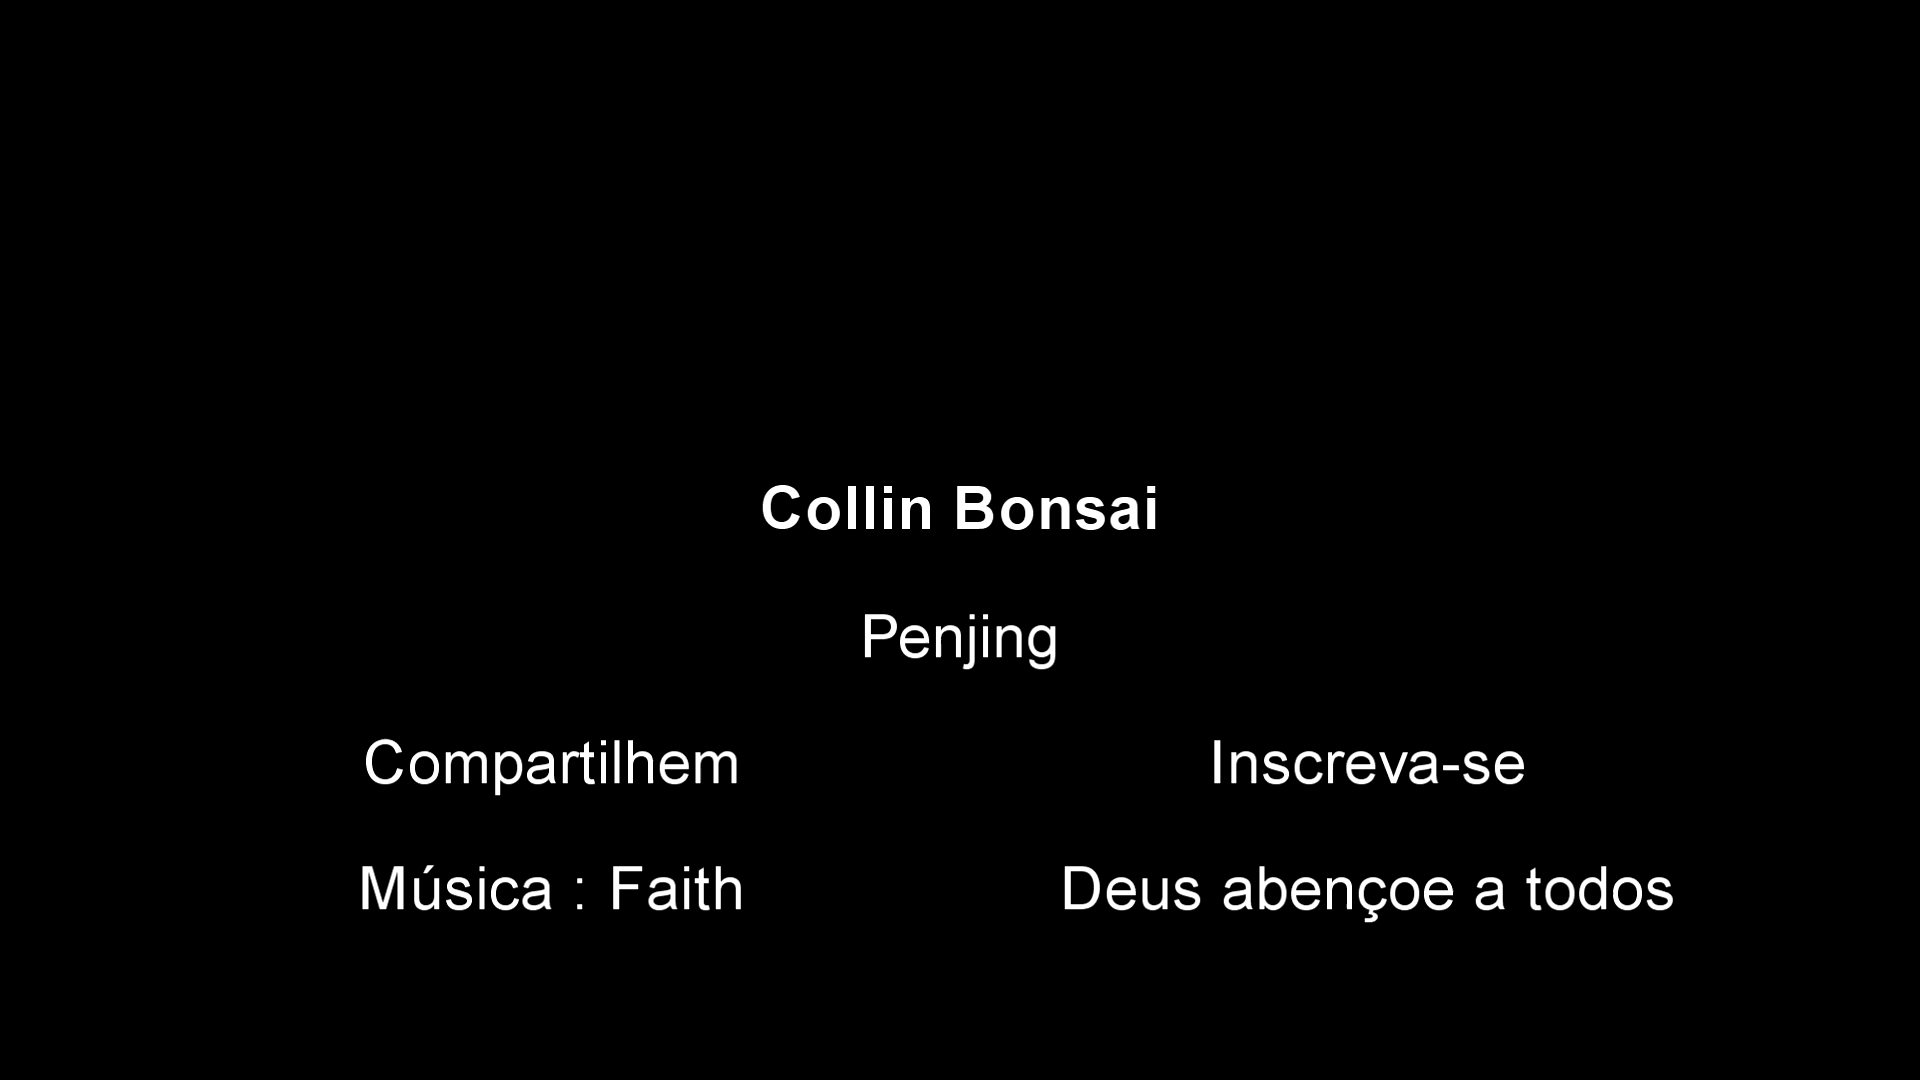 Collin Bonsai
Penjing
Compartilhem
Inscreva-se
Música : Faith
Deus abençoe a todos